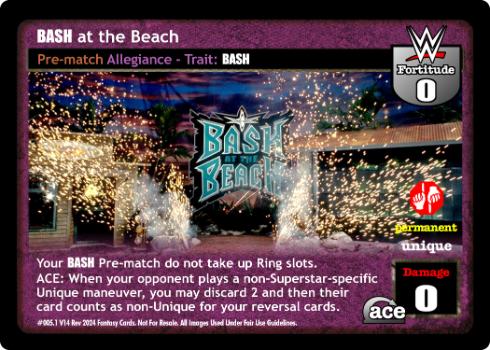 BASH at the Beach
Pre-match Allegiance - Trait: BASH
W
Fortitude
0
BASH
AT THE
BEACH
permanent
unique
Your BASH Pre-match do not take up Ring slots.
ACE: When your opponent plays a non-Superstar-specific
Unique maneuver, you may discard 2 and then their
card counts as non-Unique for your reversal cards.
Damage
0
ace
#005.1 V14 Rev 2024 Fantasy Cards. Not For Resale. All Images Used Under Fair Use Guidelines.